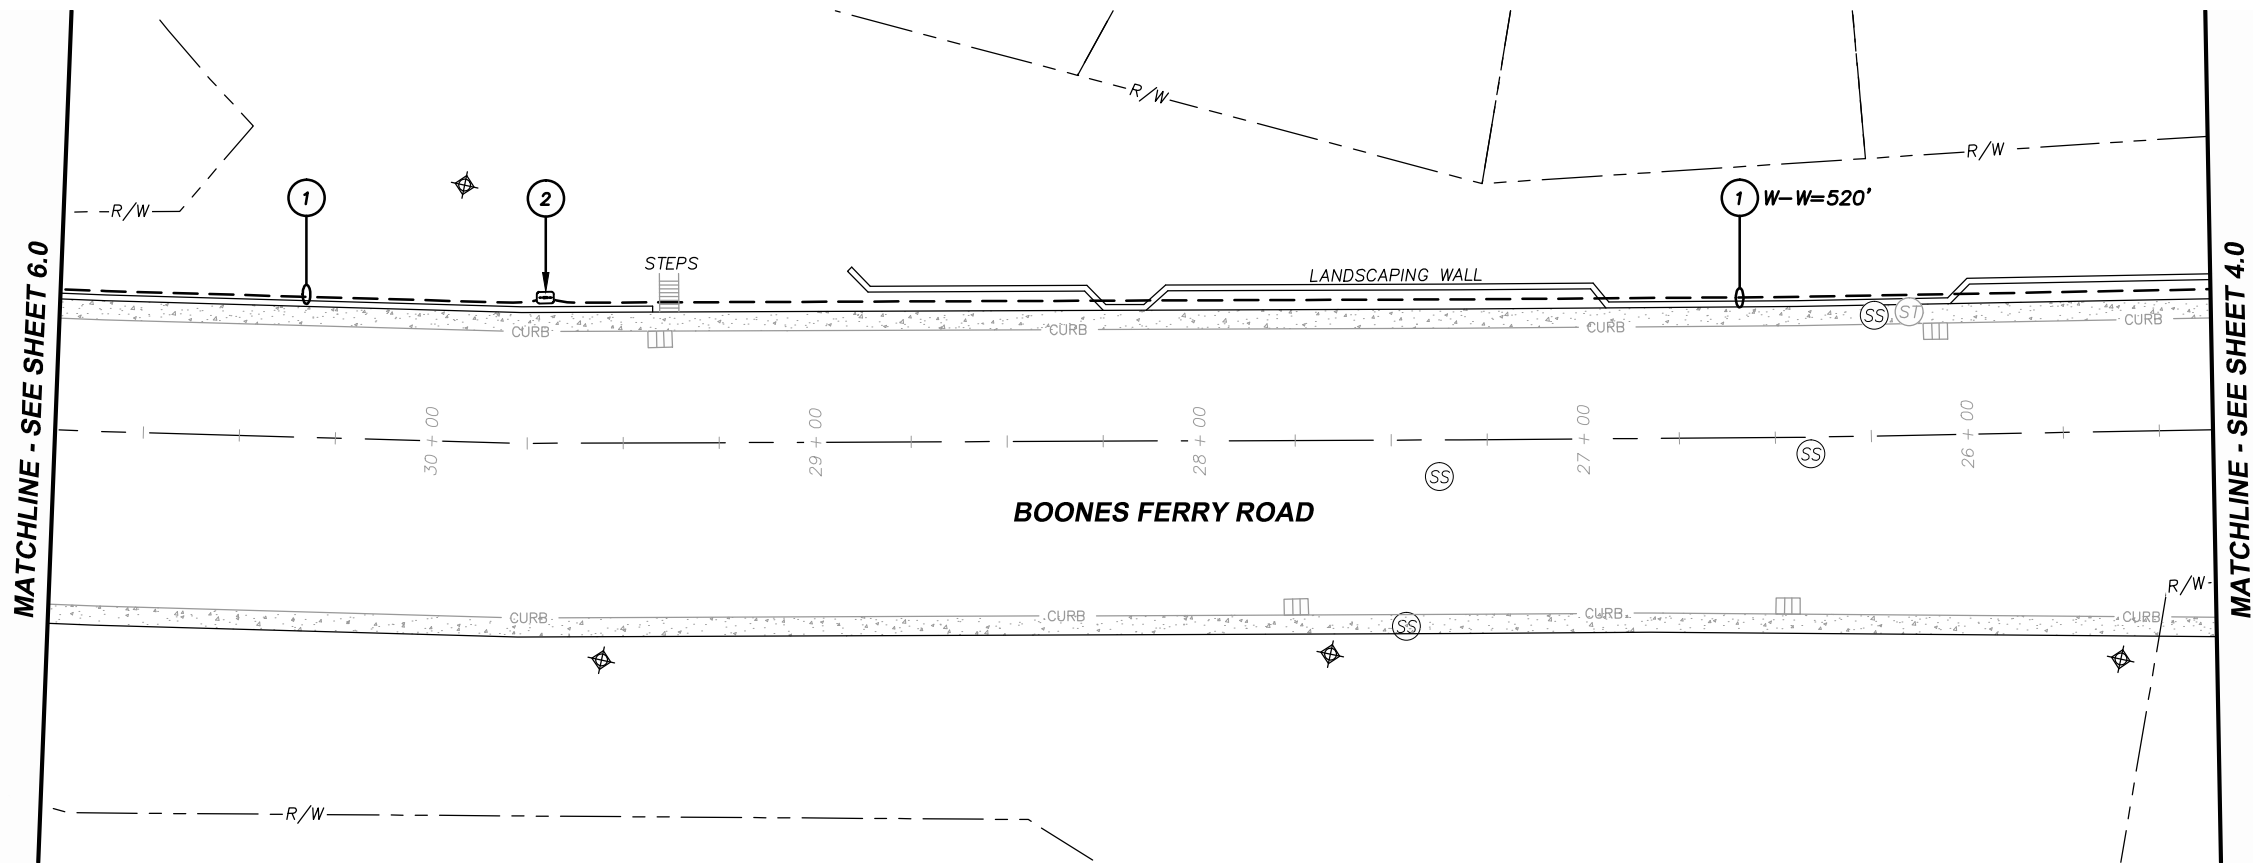 R/W
R/W
R/W
1
2
1 W-W=520'
STEPS
LANDSCAPING WALL
MATCHLINE - SEE SHEET 6.0
MATCHLINE - SEE SHEET 4.0
SS
ST
CURB
CURB
CURB
CURB
30 + 00
29 + 00
28 + 00
27 + 00
26 + 00
SS
SS
BOONES FERRY ROAD
R/W
CURB
CURB
CURB
CURB
SS
R/W